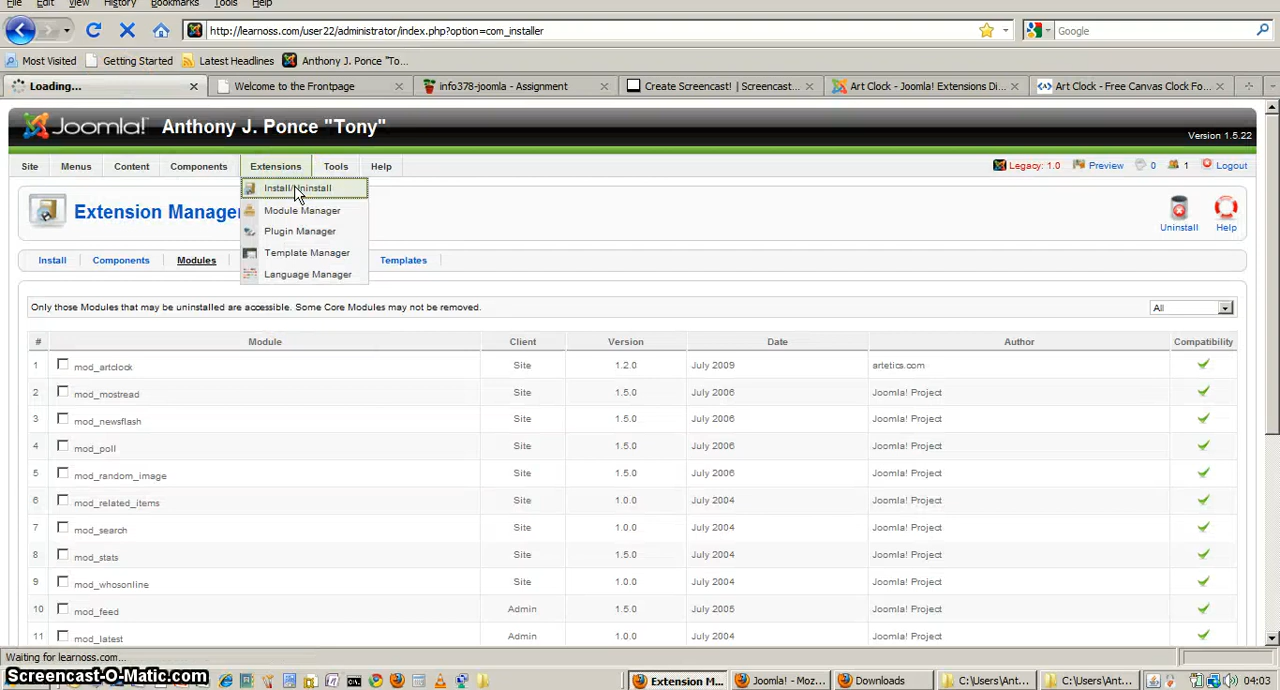 File Edit View History Bookmarks Tools Help
http://learnoss.com/user22/administrator/index.php?option=com_installer
Google
Most Visited Getting Started Latest Headlines Anthony J. Ponce "To...
Loading... Welcome to the Frontpage info378-joomla - Assignment Create Screencast! | Screencast... Art Clock - Joomla! Extensions Di... Art Clock - Free Canvas Clock Fo...
Joomla! Anthony J. Ponce "Tony"
Version 1.5.22
Site Menus Content Components Extensions Tools Help Legacy: 1.0 Preview 0 1 Logout
Install/Uninstall
Module Manager
Plugin Manager
Template Manager
Language Manager
Extension Manager
Uninstall Help
Install Components Modules Templates
Only those Modules that may be uninstalled are accessible. Some Core Modules may not be removed. All
# Module Client Version Date Author Compatibility
1 mod_artclock Site 1.2.0 July 2009 artetics.com
2 mod_mostread Site 1.5.0 July 2006 Joomla! Project
3 mod_newsflash Site 1.5.0 July 2006 Joomla! Project
4 mod_poll Site 1.5.0 July 2006 Joomla! Project
5 mod_random_image Site 1.5.0 July 2006 Joomla! Project
6 mod_related_items Site 1.0.0 July 2004 Joomla! Project
7 mod_search Site 1.0.0 July 2004 Joomla! Project
8 mod_stats Site 1.5.0 July 2004 Joomla! Project
9 mod_whosonline Site 1.0.0 July 2004 Joomla! Project
10 mod_feed Admin 1.5.0 July 2005 Joomla! Project
11 mod_latest Admin 1.0.0 July 2004 Joomla! Project
Waiting for learnoss.com...
Screencast-O-Matic.com
Extension M... Joomla! - Moz... Downloads C:\Users\Ant... C:\Users\Ant... 04:03